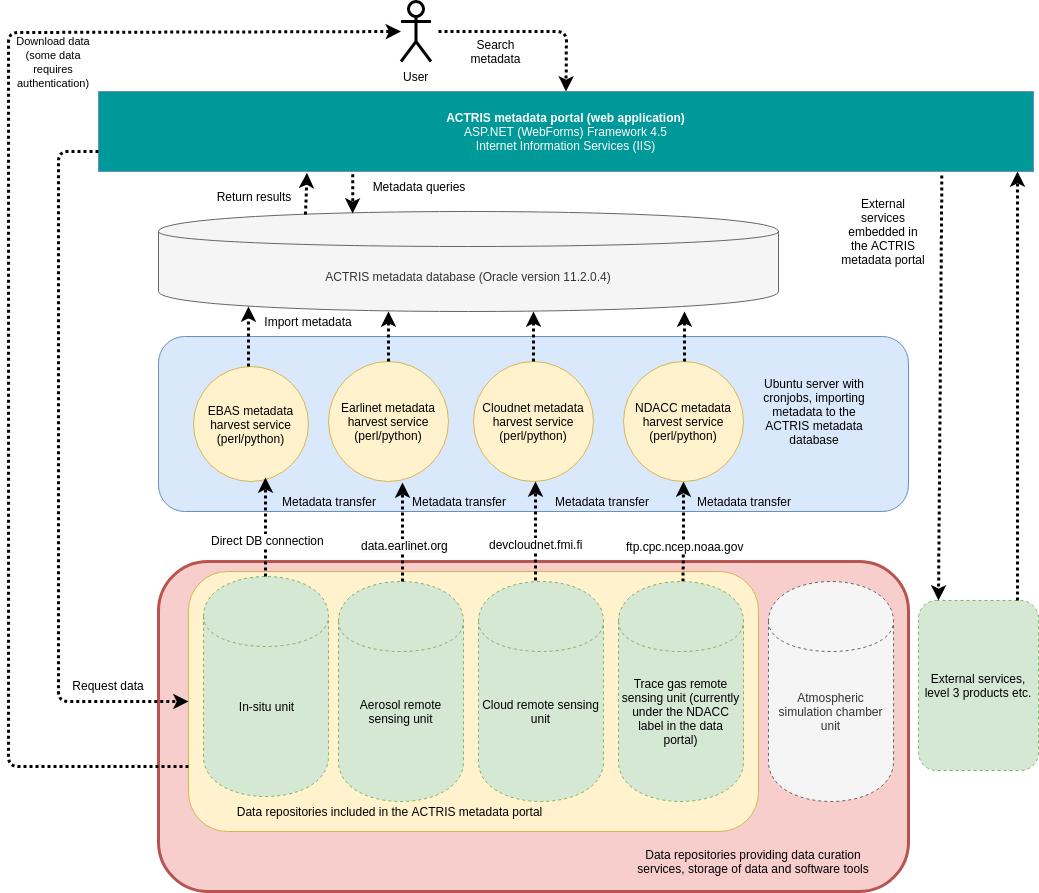 Download data
(some data
requires
authentication)
User
Search
metadata
ACTRIS metadata portal (web application)
ASP.NET (WebForms) Framework 4.5
Internet Information Services (IIS)
Return results
Metadata queries
External
services
embedded in
the ACTRIS
metadata portal
ACTRIS metadata database (Oracle version 11.2.0.4)
Import metadata
EBAS metadata
harvest service
(perl/python)
Earlinet metadata
harvest service
(perl/python)
Cloudnet metadata
harvest service
(perl/python)
NDACC metadata
harvest service
(perl/python)
Ubuntu server with
cronjobs, importing
metadata to the
ACTRIS metadata
database
Metadata transfer
Metadata transfer
Metadata transfer
Metadata transfer
Direct DB connection
data.earlinet.org
devcloudnet.fmi.fi
ftp.cpc.ncep.noaa.gov
Request data
In-situ unit
Aerosol remote
sensing unit
Cloud remote sensing
unit
Trace gas remote
sensing unit (currently
under the NDACC
label in the data
portal)
Atmospheric
simulation chamber
unit
External services,
level 3 products etc.
Data repositories included in the ACTRIS metadata portal
Data repositories providing data curation
services, storage of data and software tools